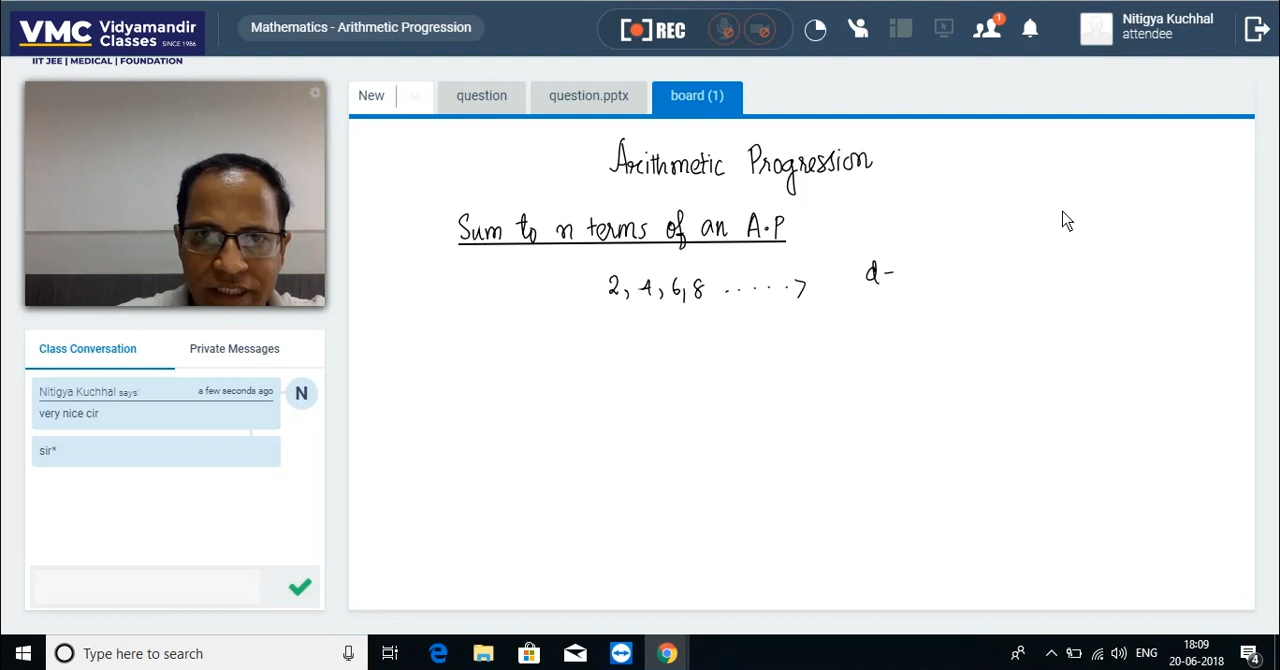 VMC Vidyamandir Classes SINCE 1986
IIT JEE | MEDICAL | FOUNDATION
Mathematics - Arithmetic Progression
REC
1
Nitigya Kuchhal
attendee
New
question
question.pptx
board (1)
Arithmetic Progression
Sum to n terms of an A.P
2, 4, 6, 8 ......> d-
Class Conversation
Private Messages
Nitigya Kuchhal says:
a few seconds ago
N
very nice cir
sir*
Type here to search
ENG
18:09
20-06-2018
4